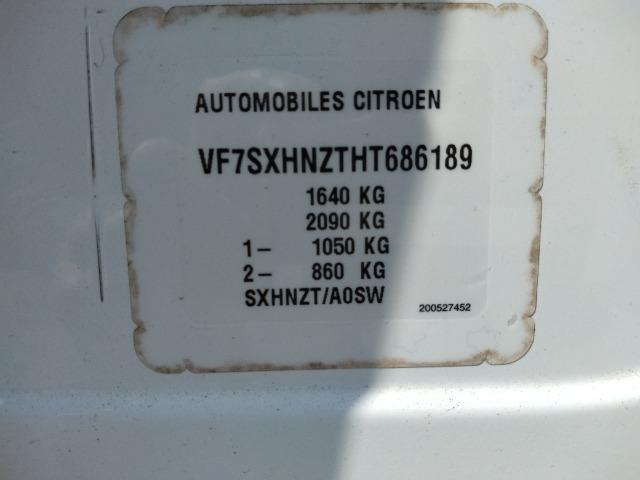 AUTOMOBILES CITROEN
VF7SXHNZTHT686189
1640 KG
2090 KG
1- 1050 KG
2- 860 KG
SXHNZT/A0SW 200527452